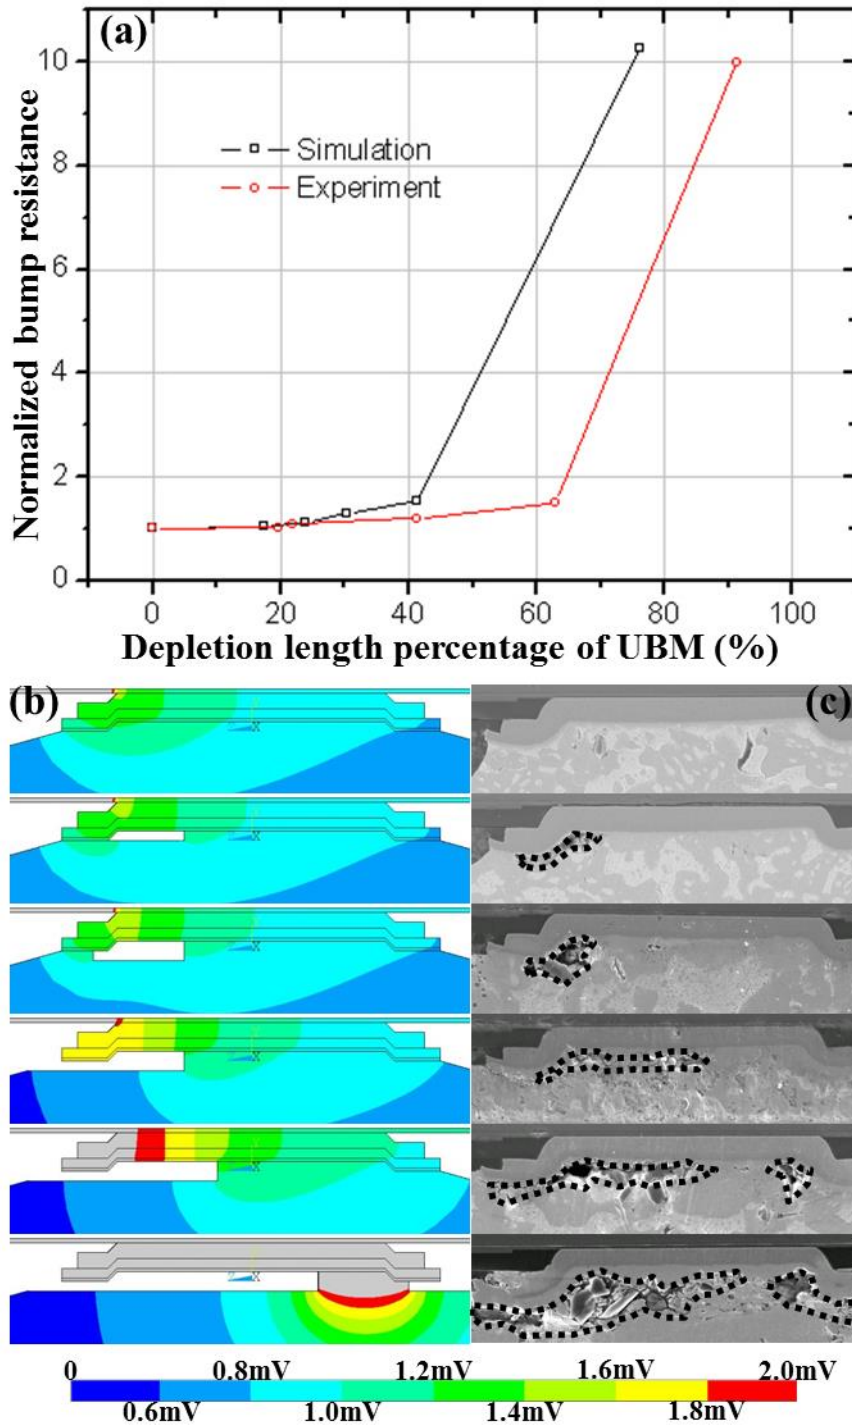 (a)
Normalized bump resistance
10
8
6
4
2
0
Simulation
Experiment
0 20 40 60 80 100
Depletion length percentage of UBM (%)
(b) (c)
0 0.8mV 1.2mV 1.6mV 2.0mV
0.6mV 1.0mV 1.4mV 1.8mV